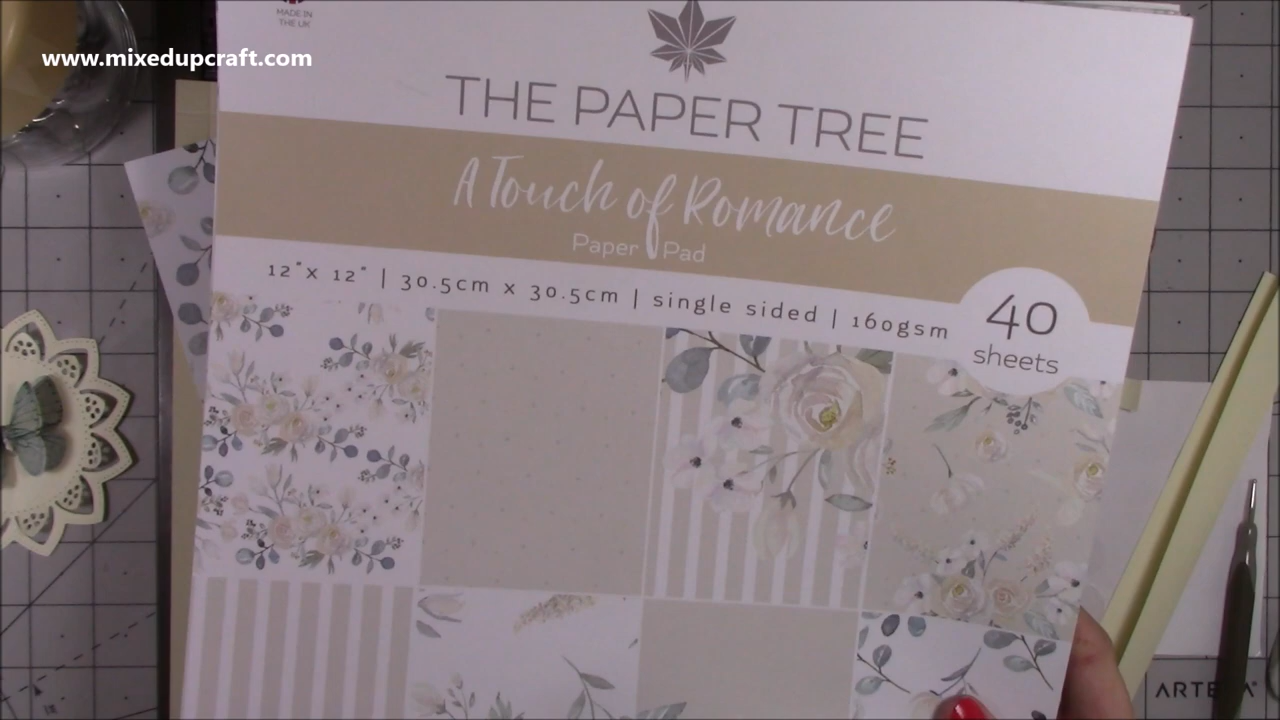 MADE IN
THE UK
www.mixedupcraft.com
THE PAPER TREE
A Touch of Romance
Paper Pad
12"x 12" | 30.5cm x 30.5cm | single sided | 160gsm
40
sheets